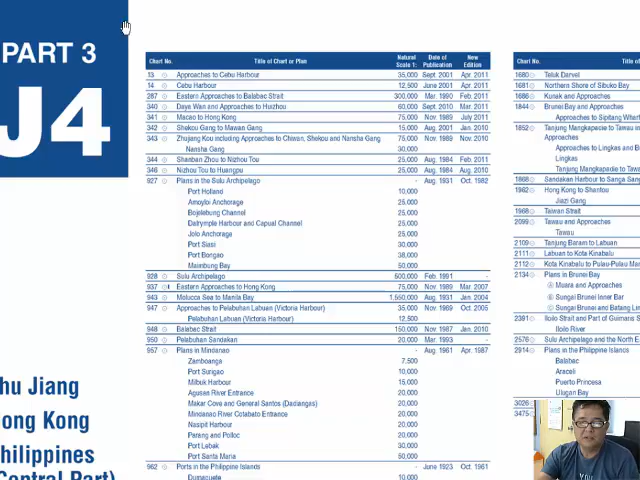 PART 3
J4
hu Jiang
ong Kong
hilippines
Central Part)
Chart No. Title of Chart or Plan Natural Scale 1: Date of Publication New Edition
13 Approaches to Cebu Harbour 35,000 Sept. 2001 Apr. 2011
14 Cebu Harbour 12,500 June 2001 Apr. 2011
287 Eastern Approaches to Balabac Strait 300,000 Mar. 1990 Feb. 2011
340 Daya Wan and Approaches to Huizhou 60,000 Sept. 2010 Mar. 2011
341 Macao to Hong Kong 75,000 Nov. 1989 July 2011
342 Shekou Gang to Mawan Gang 15,000 Aug. 2001 Jan. 2010
343 Zhujiang Kou including Approaches to Chiwan, Shekou and Nansha Gang 75,000 Nov. 1989 Nov. 2010
Nansha Gang 30,000
344 Shanban Zhou to Nizhou Tou 25,000 Aug. 1984 Feb. 2011
346 Nizhou Tou to Huangpu 25,000 Aug. 1984 Aug. 2010
927 Plans in the Sulu Archipelago - Aug. 1931 Oct. 1982
Port Holland 10,000
Amoylol Anchorage 25,000
Bojelebung Channel 25,000
Dalrymple Harbour and Capual Channel 25,000
Jolo Anchorage 25,000
Port Siasi 30,000
Port Bongao 38,000
Maimbung Bay 50,000
928 Sulu Archipelago 500,000 Feb. 1991 -
937 Eastern Approaches to Hong Kong 75,000 Nov. 1989 Mar. 2007
943 Molucca Sea to Manila Bay 1,550,000 Aug. 1931 Jan. 2004
947 Approaches to Pelabuhan Labuan (Victoria Harbour) 35,000 Nov. 1969 Oct. 2005
Pelabuhan Labuan (Victoria Harbour) 12,500
948 Balabac Strait 150,000 Nov. 1987 Jan. 2010
950 Pelabuhan Sandakan 20,000 Mar. 1993 -
957 Plans in Mindanao - Aug. 1961 Apr. 1987
Zamboanga 7,500
Port Surigao 10,000
Milbuk Harbour 15,000
Agusan River Entrance 20,000
Makar Cove and General Santos (Dadiangas) 20,000
Mindanao River Cotabato Entrance 20,000
Nasipit Harbour 20,000
Parang and Polloc 20,000
Port Lebak 30,000
Port Santa Maria 50,000
962 Ports in the Philippine Islands - June 1923 Oct. 1961
Dumaguete 10,000
Chart No. Title of
1680 Teluk Darvel
1681 Northern Shore of Sibuko Bay
1686 Kunak and Approaches
1844 Brunei Bay and Approaches
Approaches to Sipitang Wharf
1852 Tanjung Mangkapadie to Tawau in
Approaches
Approaches to Lingkas and B
Lingkas
Tanjung Mangkapadie to Tawa
1868 Sandakan Harbour to Sanga San
1962 Hong Kong to Shantou
Jiazi Gang
1968 Taiwan Strait
2099 Tawau and Approaches
Tawau
2109 Tanjung Baram to Labuan
2111 Labuan to Kota Kinabalu
2112 Kota Kinabalu to Pulau-Pulau Ma
2134 Plans in Brunei Bay
A Muara and Approaches
B Sungai Brunei Inner Bar
C Sungai Brunei and Batang Lim
2391 Iloilo Strait and Part of Guimaras S
Iloilo River
2576 Sulu Archipelago and the North E
2914 Plans in the Philippine Islands
Balabac
Araceli
Puerto Princesa
Ulugan Bay
3026
3475